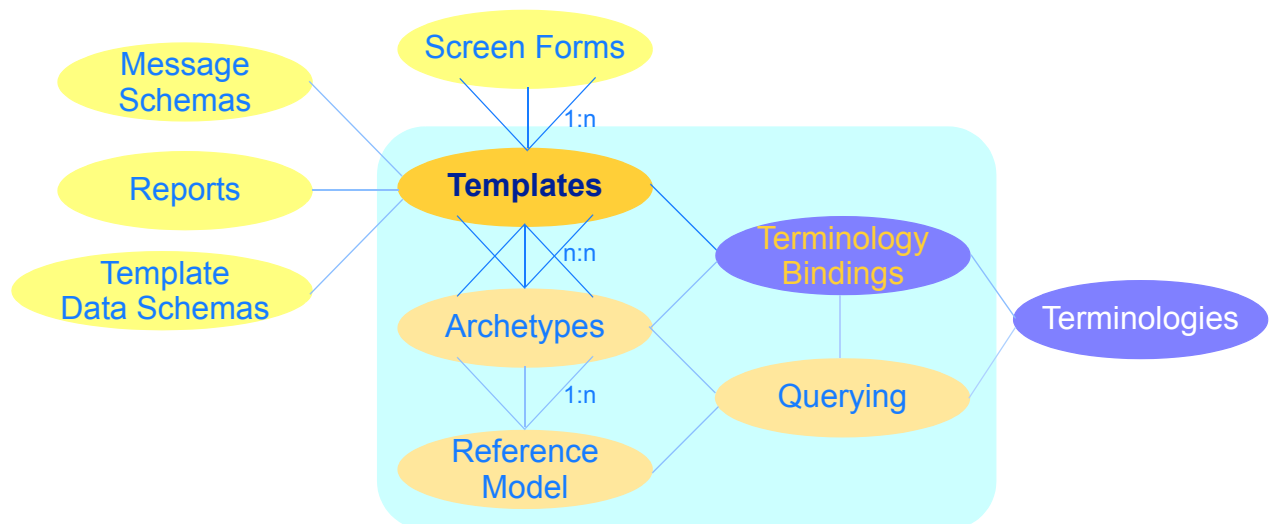 Screen Forms
Message
Schemas
1:n
Reports
Templates
Template
Data Schemas
n:n
Terminology
Bindings
Archetypes
Terminologies
1:n
Querying
Reference
Model